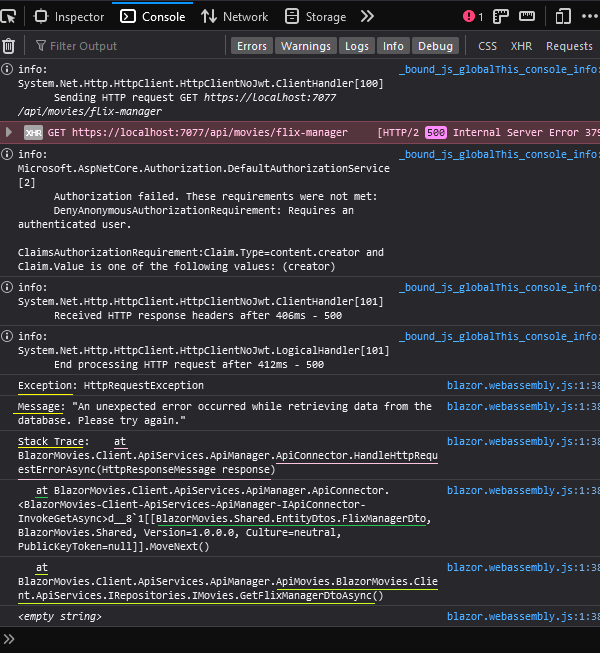 Inspector Console Network Storage 1
Filter Output Errors Warnings Logs Info Debug CSS XHR Requests
info: _bound_js_globalThis_console_info:
System.Net.Http.HttpClient.HttpClientNoJwt.ClientHandler[100]
Sending HTTP request GET https://localhost:7077
/api/movies/flix-manager
XHR GET https://localhost:7077/api/movies/flix-manager [HTTP/2 500 Internal Server Error 379
info: _bound_js_globalThis_console_info:
Microsoft.AspNetCore.Authorization.DefaultAuthorizationService
[2]
Authorization failed. These requirements were not met:
DenyAnonymousAuthorizationRequirement: Requires an
authenticated user.
ClaimsAuthorizationRequirement:Claim.Type=content.creator and
Claim.Value is one of the following values: (creator)
info: _bound_js_globalThis_console_info:
System.Net.Http.HttpClient.HttpClientNoJwt.ClientHandler[101]
Received HTTP response headers after 406ms - 500
info: _bound_js_globalThis_console_info:
System.Net.Http.HttpClient.HttpClientNoJwt.LogicalHandler[101]
End processing HTTP request after 412ms - 500
Exception: HttpRequestException blazor.webassembly.js:1:38
Message: "An unexpected error occurred while retrieving data from the blazor.webassembly.js:1:38
database. Please try again."
Stack Trace: at blazor.webassembly.js:1:38
BlazorMovies.Client.ApiServices.ApiManager.ApiConnector.HandleHttpRequ
estErrorAsync(HttpResponseMessage response)
at BlazorMovies.Client.ApiServices.ApiManager.ApiConnector. blazor.webassembly.js:1:38
<BlazorMovies-Client-ApiServices-ApiManager-IApiConnector-
InvokeGetAsync>d__8`1[[BlazorMovies.Shared.EntityDtos.FlixManagerDto,
BlazorMovies.Shared, Version=1.0.0.0, Culture=neutral,
PublicKeyToken=null]].MoveNext()
at blazor.webassembly.js:1:38
BlazorMovies.Client.ApiServices.ApiManager.ApiMovies.BlazorMovies.Clie
nt.ApiServices.IRepositories.IMovies.GetFlixManagerDtoAsync()
<empty string> blazor.webassembly.js:1:38